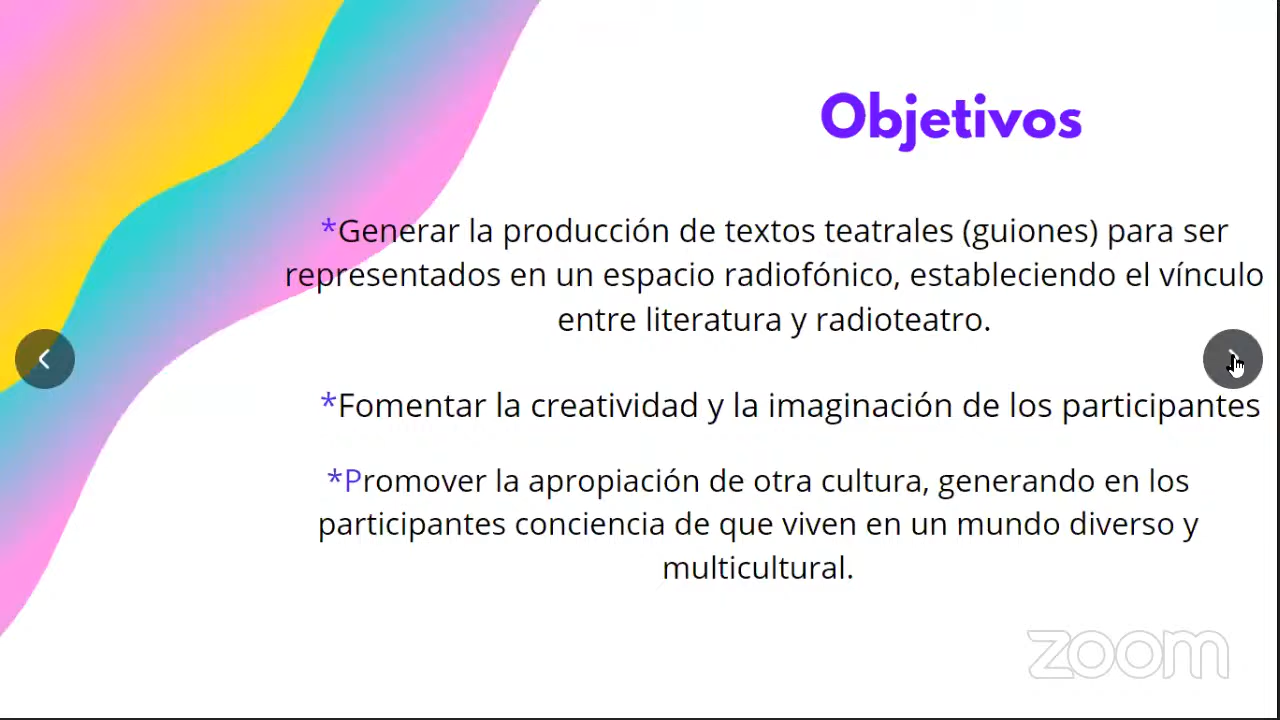 Objetivos
*Generar la producción de textos teatrales (guiones) para ser
representados en un espacio radiofónico, estableciendo el vínculo
entre literatura y radioteatro.
*Fomentar la creatividad y la imaginación de los participantes
*Promover la apropiación de otra cultura, generando en los
participantes conciencia de que viven en un mundo diverso y
multicultural.
zoom